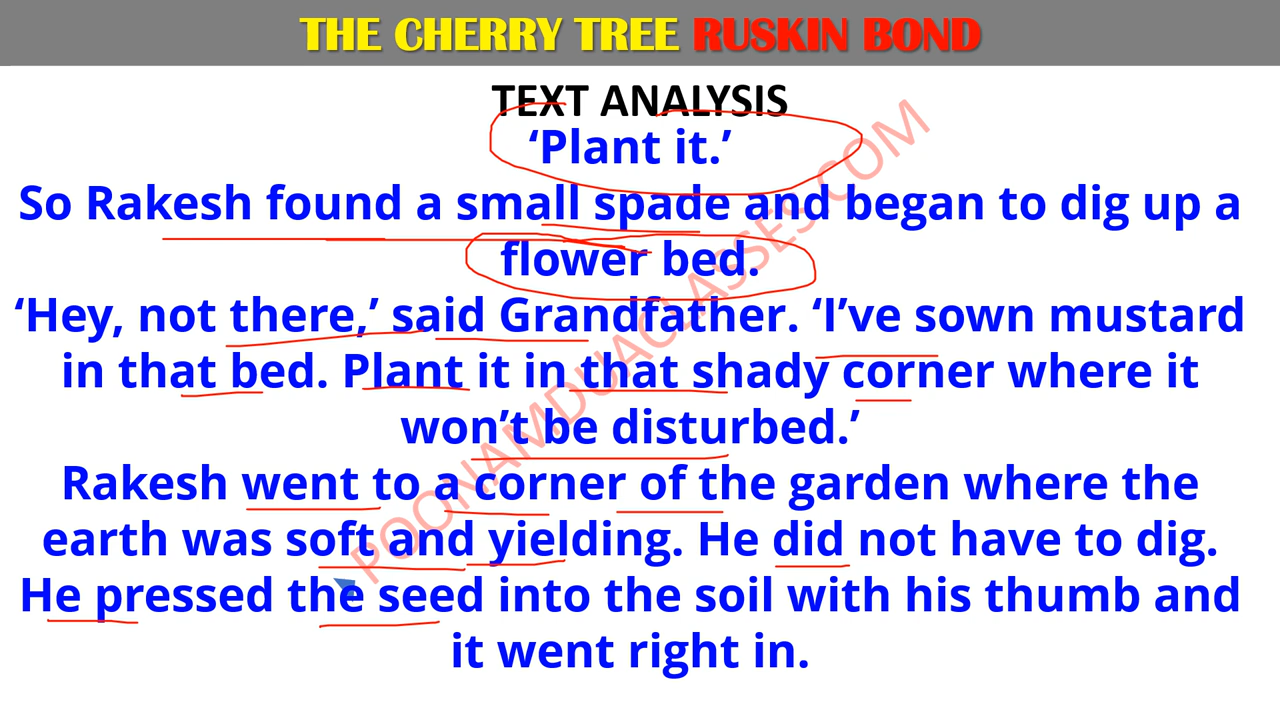 THE CHERRY TREE RUSKIN BOND
TEXT ANALYSIS
‘Plant it.’
So Rakesh found a small spade and began to dig up a
flower bed.
‘Hey, not there,’ said Grandfather. ‘I’ve sown mustard
in that bed. Plant it in that shady corner where it
won’t be disturbed.’
Rakesh went to a corner of the garden where the
earth was soft and yielding. He did not have to dig.
He pressed the seed into the soil with his thumb and
it went right in.
POONAMDUACLASSES.COM